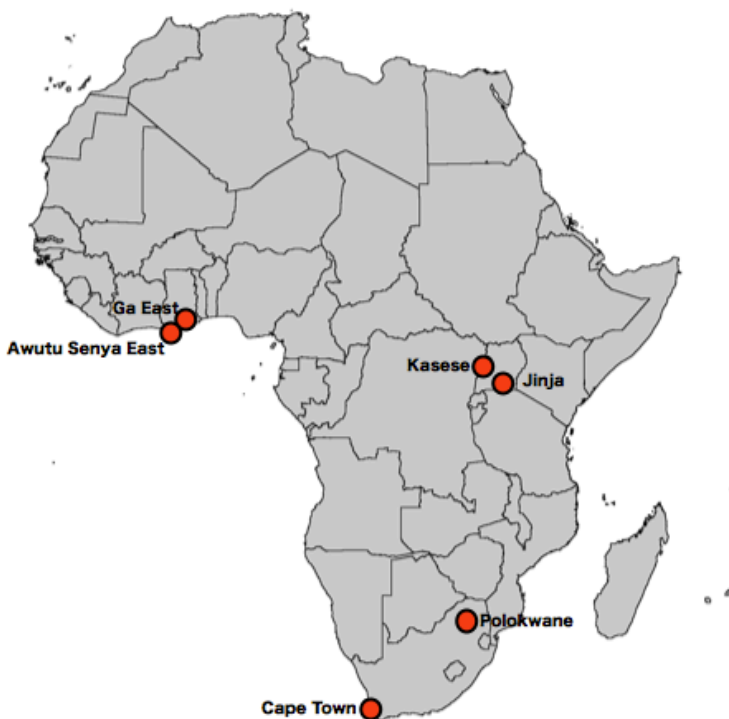 Ga East
Awutu Senya East
Kasese
Jinja
Polokwane
Cape Town